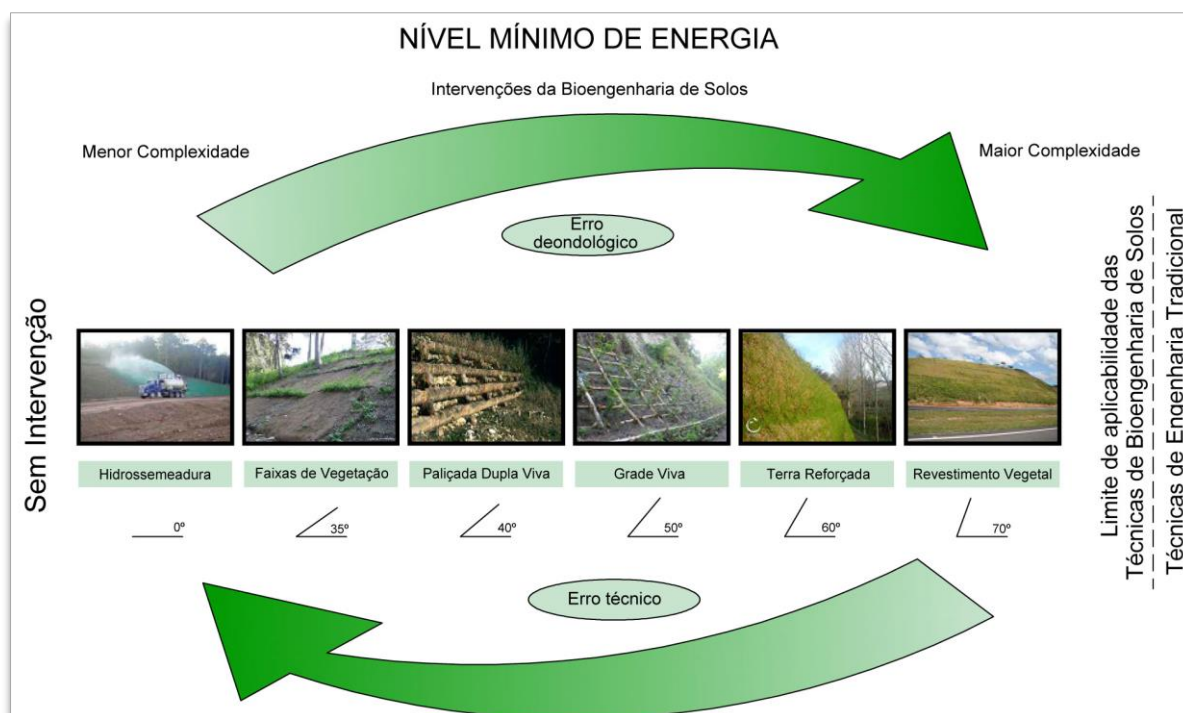 NÍVEL MÍNIMO DE ENERGIA
Intervenções da Bioengenharia de Solos
Menor Complexidade
Maior Complexidade
Erro
deondológico
Sem Intervenção
Hidrossemeadura
Faixas de Vegetação
Paliçada Dupla Viva
Grade Viva
Terra Reforçada
Revestimento Vegetal
0º
35º
40º
50º
60º
70º
Erro técnico
Limite de aplicabilidade das
Técnicas de Bioengenharia de Solos
Técnicas de Engenharia Tradicional